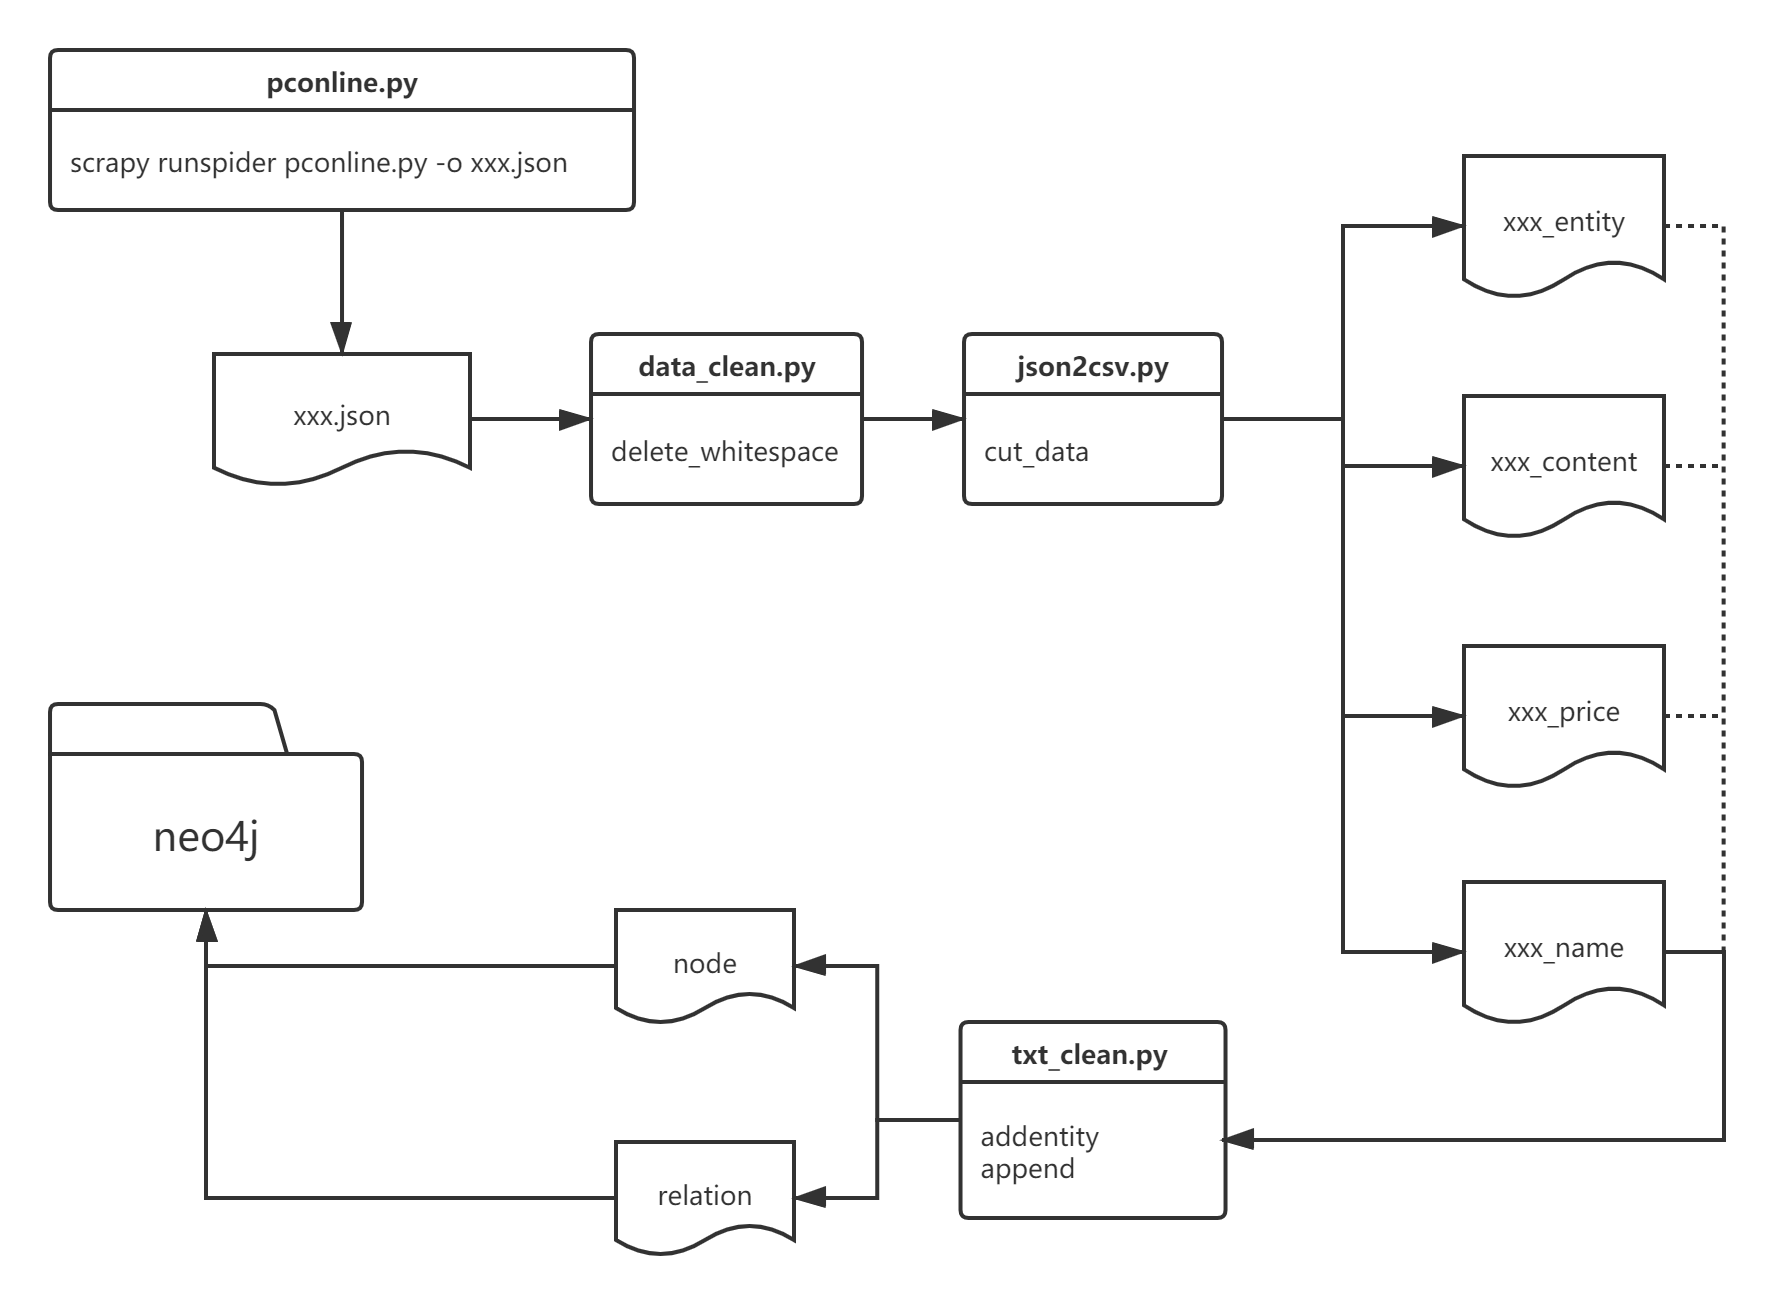 pconline.py
scrapy runspider pconline.py -o xxx.json
xxx.json
data_clean.py
delete_whitespace
json2csv.py
cut_data
xxx_entity
xxx_content
xxx_price
xxx_name
txt_clean.py
addentity
append
node
relation
neo4j